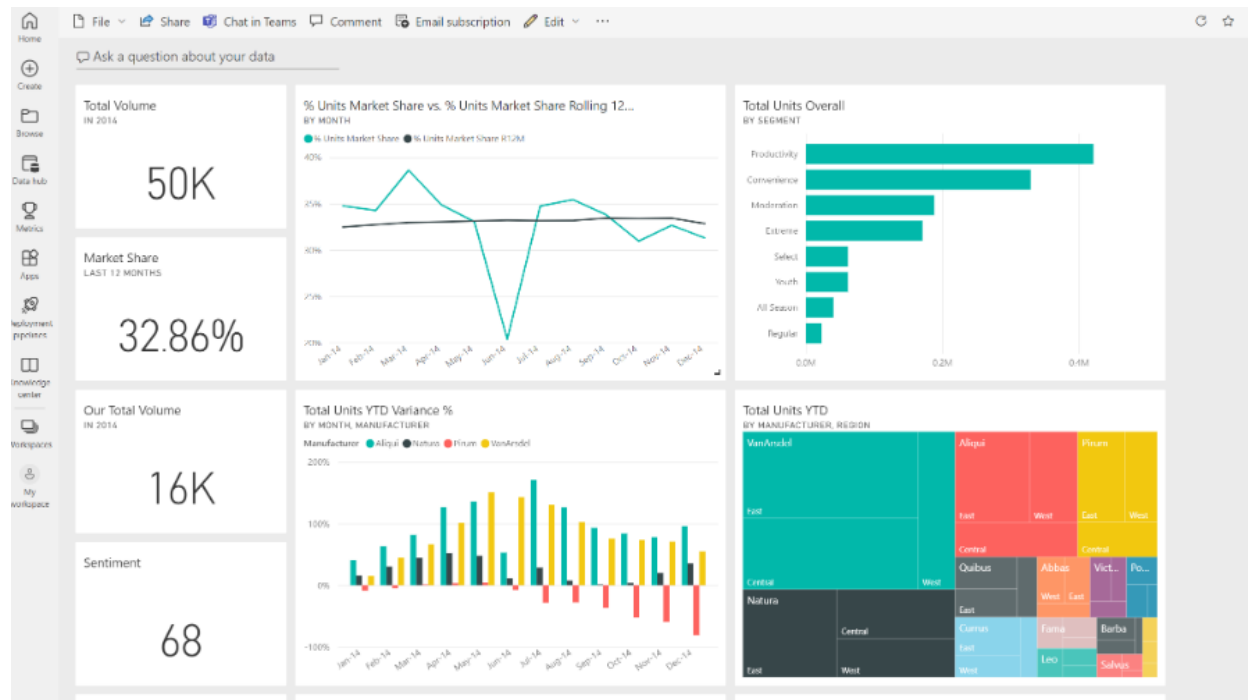 File Share Chat in Teams Comment Email subscription Edit ...
Home
Create
Browse
Data hub
Metrics
Apps
pipelines
center
My
Ask a question about your data
Total Volume
IN 2014
50K
Market Share
LAST 12 MONTHS
32.86%
Our Total Volume
IN 2014
16K
Sentiment
68
% Units Market Share vs. % Units Market Share Rolling 12...
BY MONTH
% Units Market Share % Units Market Share R12M
40%
35%
30%
25%
20%
Jan-14 Feb-14 Mar-14 Apr-14 May-14 Jun-14 Jul-14 Aug-14 Sep-14 Oct-14 Nov-14 Dec-14
Total Units Overall
BY SEGMENT
Productivity
Convenience
Moderation
Extreme
Select
Youth
All Season
Regular
0.0M 0.2M 0.4M
Total Units YTD Variance %
BY MONTH, MANUFACTURER
Manufacturer Aliqui Natura Pirum VanArsdel
200%
100%
0%
-100%
Jan-14 Feb-14 Mar-14 Apr-14 May-14 Jun-14 Jul-14 Aug-14 Sep-14 Oct-14 Nov-14 Dec-14
Total Units YTD
BY MANUFACTURER, REGION
VanArsdel
East
Central
West
Natura
East
Central
West
Aliqui
East
West
Central
Pirum
East
West
Central
Quibus
East
Abbas
West East
Vict...
Po...
Currus
East
West
Fama
Barba
Leo
Salvus